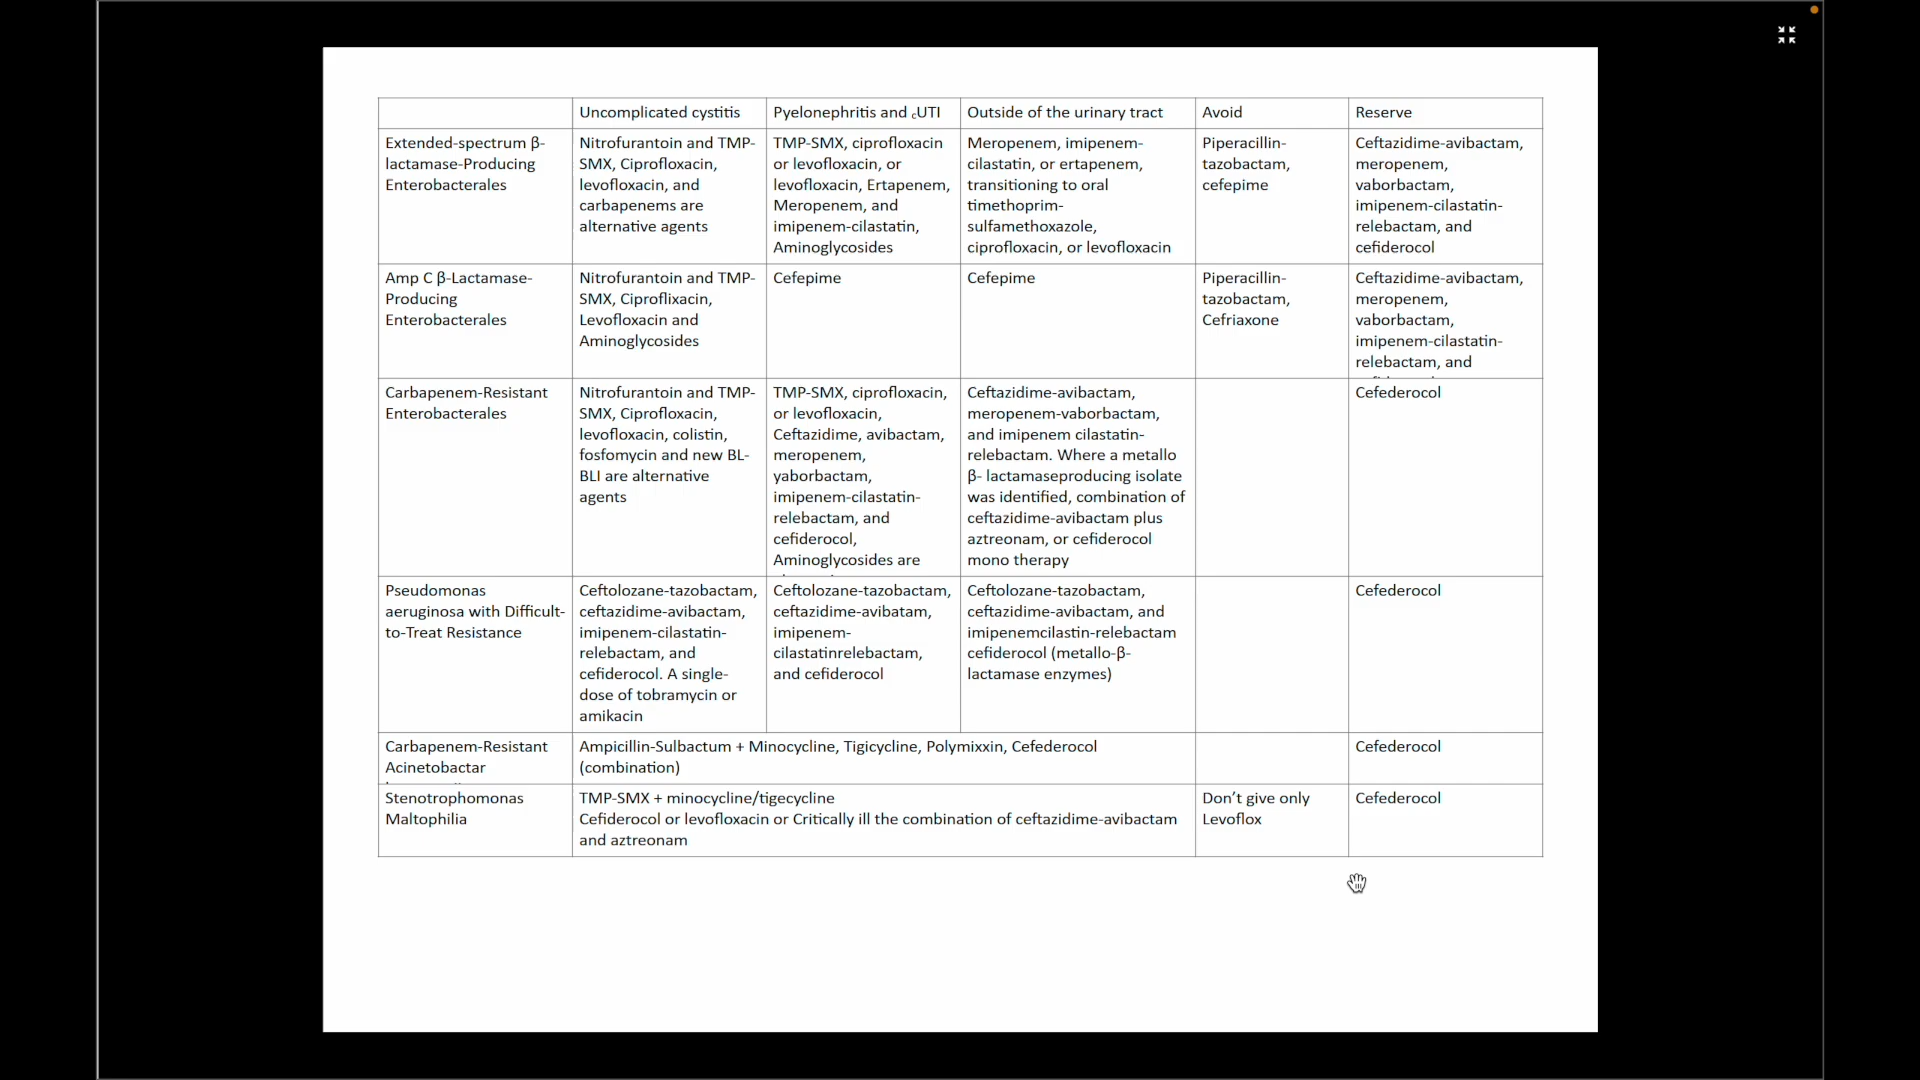 Uncomplicated cystitis
Pyelonephritis and cUTI
Outside of the urinary tract
Avoid
Reserve
Extended-spectrum β-
lactamase-Producing
Enterobacterales
Nitrofurantoin and TMP-
SMX, Ciprofloxacin,
levofloxacin, and
carbapenems are
alternative agents
TMP-SMX, ciprofloxacin
or levofloxacin, or
levofloxacin, Ertapenem,
Meropenem, and
imipenem-cilastatin,
Aminoglycosides
Meropenem, imipenem-
cilastatin, or ertapenem,
transitioning to oral
timethoprim-
sulfamethoxazole,
ciprofloxacin, or levofloxacin
Piperacillin-
tazobactam,
cefepime
Ceftazidime-avibactam,
meropenem,
vaborbactam,
imipenem-cilastatin-
relebactam, and
cefiderocol
Amp C β-Lactamase-
Producing
Enterobacterales
Nitrofurantoin and TMP-
SMX, Ciproflixacin,
Levofloxacin and
Aminoglycosides
Cefepime
Cefepime
Piperacillin-
tazobactam,
Cefriaxone
Ceftazidime-avibactam,
meropenem,
vaborbactam,
imipenem-cilastatin-
relebactam, and
Carbapenem-Resistant
Enterobacterales
Nitrofurantoin and TMP-
SMX, Ciprofloxacin,
levofloxacin, colistin,
fosfomycin and new BL-
BLI are alternative
agents
TMP-SMX, ciprofloxacin,
or levofloxacin,
Ceftazidime, avibactam,
meropenem,
yaborbactam,
imipenem-cilastatin-
relebactam, and
cefiderocol,
Aminoglycosides are
Ceftazidime-avibactam,
meropenem-vaborbactam,
and imipenem cilastatin-
relebactam. Where a metallo
β- lactamaseproducing isolate
was identified, combination of
ceftazidime-avibactam plus
aztreonam, or cefiderocol
mono therapy
Cefederocol
Pseudomonas
aeruginosa with Difficult-
to-Treat Resistance
Ceftolozane-tazobactam,
ceftazidime-avibactam,
imipenem-cilastatin-
relebactam, and
cefiderocol. A single-
dose of tobramycin or
amikacin
Ceftolozane-tazobactam,
ceftazidime-avibatam,
imipenem-
cilastatinrelebactam,
and cefiderocol
Ceftolozane-tazobactam,
ceftazidime-avibactam, and
imipenemcilastin-relebactam
cefiderocol (metallo-β-
lactamase enzymes)
Cefederocol
Carbapenem-Resistant
Acinetobactar
Ampicillin-Sulbactum + Minocycline, Tigicycline, Polymixxin, Cefederocol
(combination)
Cefederocol
Stenotrophomonas
Maltophilia
TMP-SMX + minocycline/tigecycline
Cefiderocol or levofloxacin or Critically ill the combination of ceftazidime-avibactam
and aztreonam
Don’t give only
Levoflox
Cefederocol